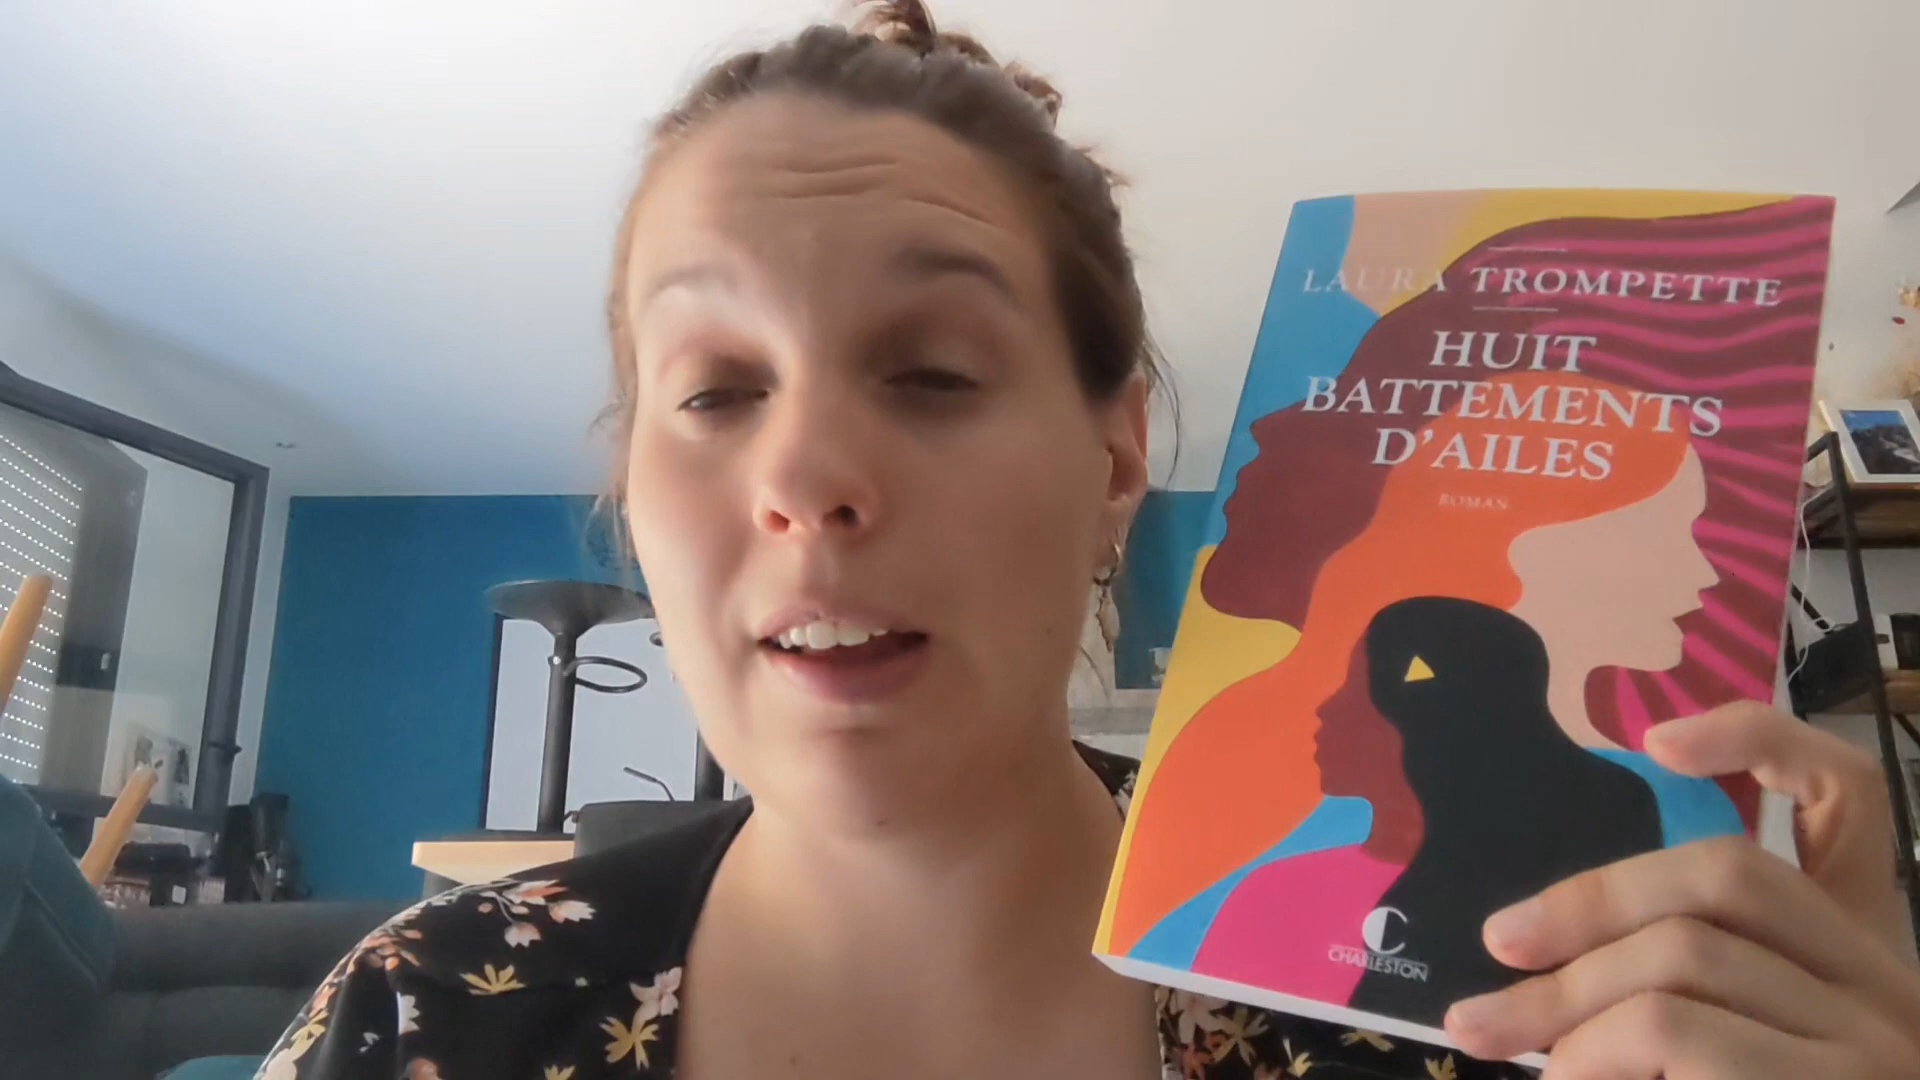 LAURA TROMPETTE
HUIT
BATTEMENTS
D'AILES
ROMAN
C
CHARLESTON